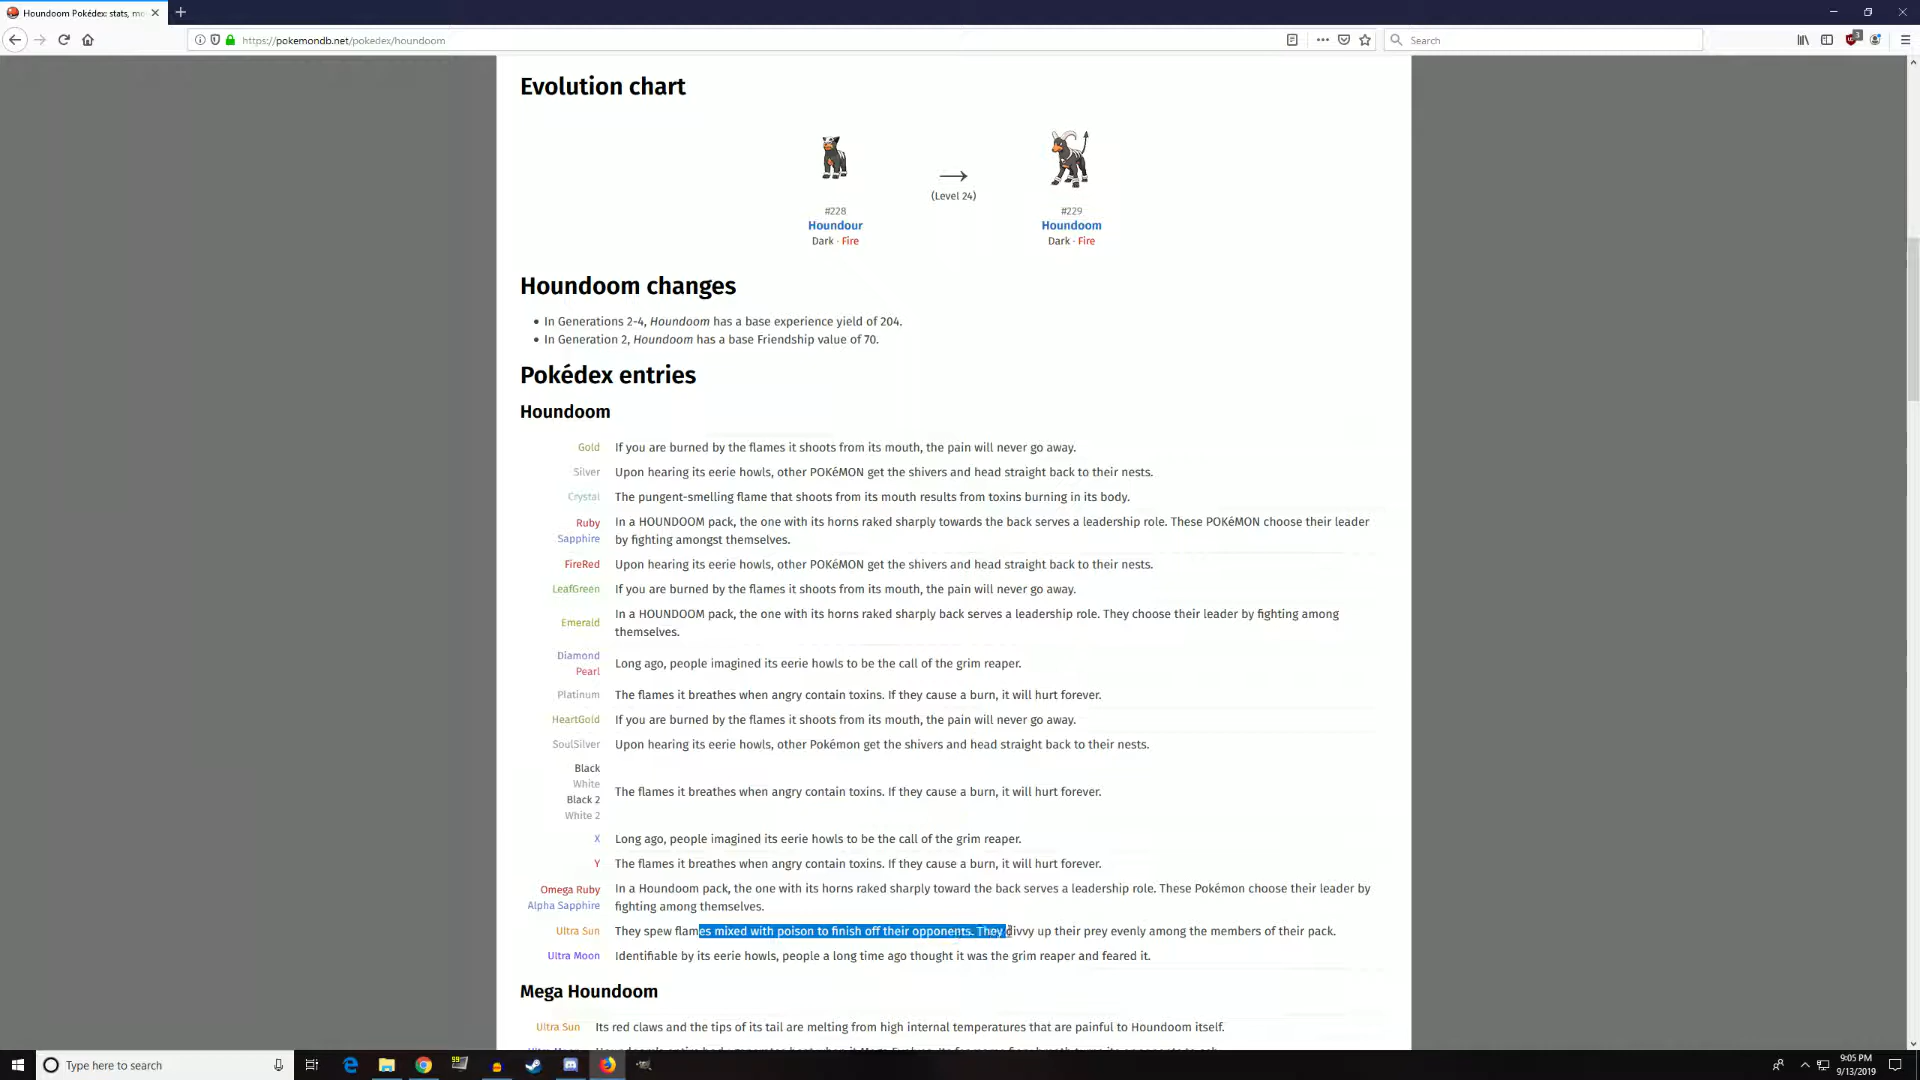 Houndoom Pokédex: stats, mo
https://pokemondb.net/pokedex/houndoom
Search
3
Evolution chart
(Level 24)
#228
Houndour
Dark · Fire
#229
Houndoom
Dark · Fire
Houndoom changes
• In Generations 2-4, Houndoom has a base experience yield of 204.
• In Generation 2, Houndoom has a base Friendship value of 70.
Pokédex entries
Houndoom
Gold If you are burned by the flames it shoots from its mouth, the pain will never go away.
Silver Upon hearing its eerie howls, other POKéMON get the shivers and head straight back to their nests.
Crystal The pungent-smelling flame that shoots from its mouth results from toxins burning in its body.
Ruby In a HOUNDOOM pack, the one with its horns raked sharply towards the back serves a leadership role. These POKéMON choose their leader
Sapphire by fighting amongst themselves.
FireRed Upon hearing its eerie howls, other POKéMON get the shivers and head straight back to their nests.
LeafGreen If you are burned by the flames it shoots from its mouth, the pain will never go away.
Emerald In a HOUNDOOM pack, the one with its horns raked sharply back serves a leadership role. They choose their leader by fighting among
themselves.
Diamond
Pearl
Long ago, people imagined its eerie howls to be the call of the grim reaper.
Platinum The flames it breathes when angry contain toxins. If they cause a burn, it will hurt forever.
HeartGold If you are burned by the flames it shoots from its mouth, the pain will never go away.
SoulSilver Upon hearing its eerie howls, other Pokémon get the shivers and head straight back to their nests.
Black
White
Black 2
White 2
The flames it breathes when angry contain toxins. If they cause a burn, it will hurt forever.
X Long ago, people imagined its eerie howls to be the call of the grim reaper.
Y The flames it breathes when angry contain toxins. If they cause a burn, it will hurt forever.
Omega Ruby In a Houndoom pack, the one with its horns raked sharply toward the back serves a leadership role. These Pokémon choose their leader by
Alpha Sapphire fighting among themselves.
Ultra Sun They spew flames mixed with poison to finish off their opponents. They divvy up their prey evenly among the members of their pack.
Ultra Moon Identifiable by its eerie howls, people a long time ago thought it was the grim reaper and feared it.
Mega Houndoom
Ultra Sun Its red claws and the tips of its tail are melting from high internal temperatures that are painful to Houndoom itself.
Type here to search
9:05 PM
9/13/2019